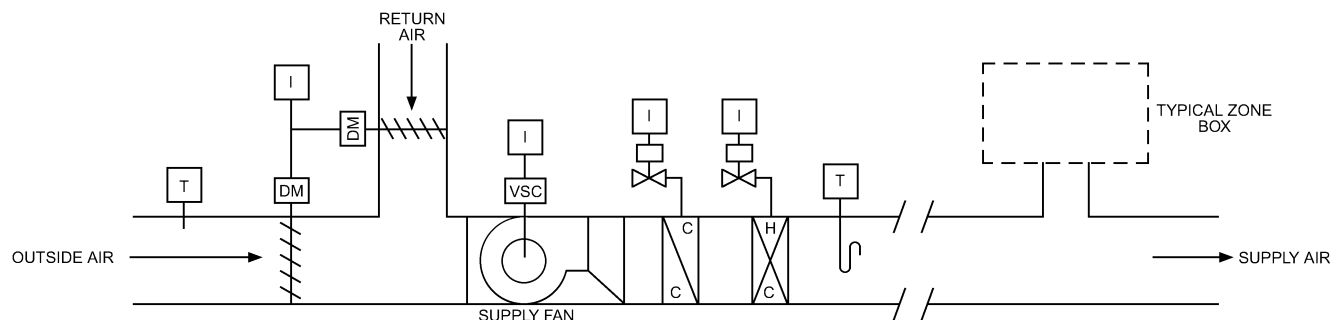 RETURN
AIR
I
DM
I
I
I
T
DM
VSC
T
TYPICAL ZONE
BOX
OUTSIDE AIR
C
C
H
C
SUPPLY AIR
SUPPLY FAN